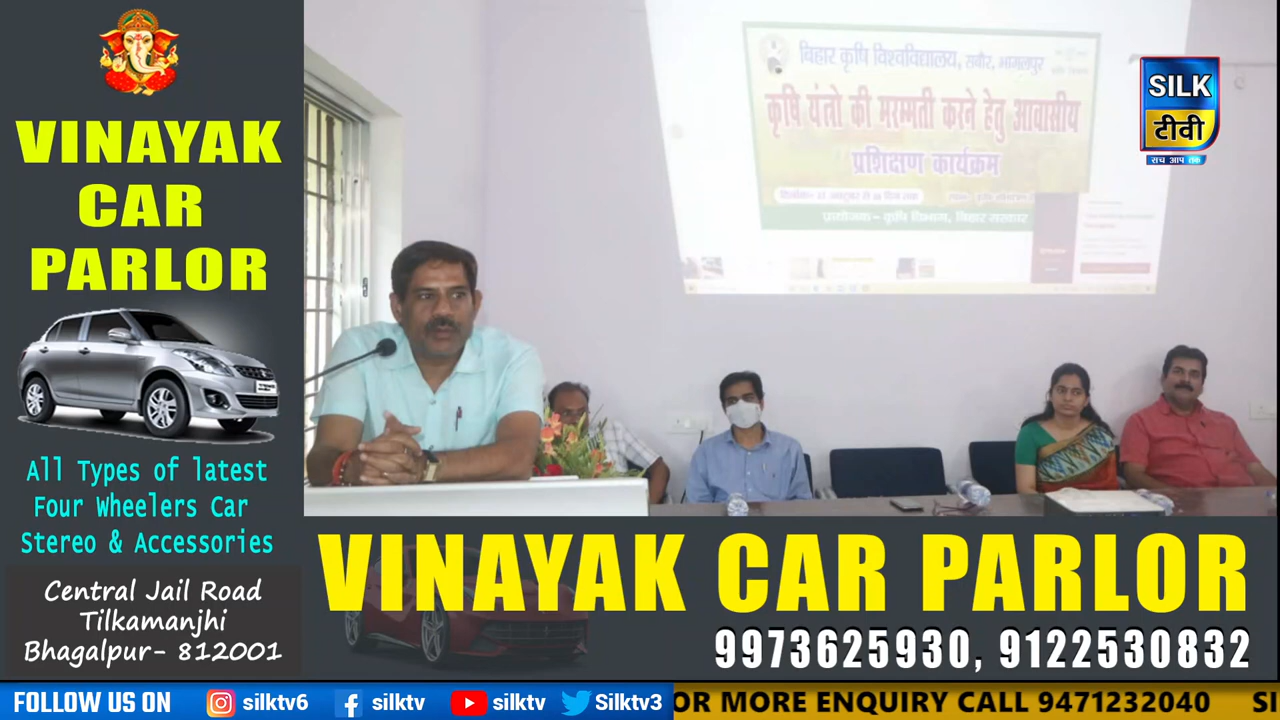 VINAYAK
CAR
PARLOR
All Types of latest
Four Wheelers Car
Stereo & Accessories
Central Jail Road
Tilkamanjhi
Bhagalpur- 812001
बिहार कृषि विश्वविद्यालय, सबौर, भागलपुर
कृषि यंत्रो की मरम्मती करने हेतु आवासीय
प्रशिक्षण कार्यक्रम
प्रायोजक- कृषि विभाग, बिहार सरकार
SILK
टीवी
सच आप तक
VINAYAK CAR PARLOR
9973625930, 9122530832
FOLLOW US ON silktv6 silktv silktv Silktv3 OR MORE ENQUIRY CALL 9471232040 SI